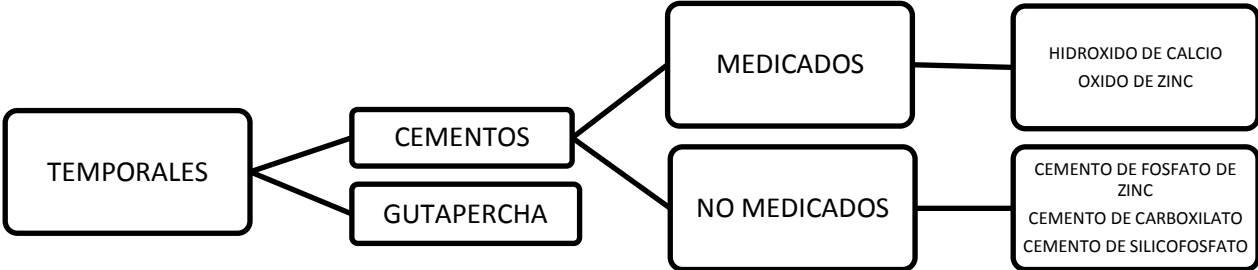 TEMPORALES
CEMENTOS
GUTAPERCHA
MEDICADOS
NO MEDICADOS
HIDROXIDO DE CALCIO
OXIDO DE ZINC
CEMENTO DE FOSFATO DE
ZINC
CEMENTO DE CARBOXILATO
CEMENTO DE SILICOFOSFATO